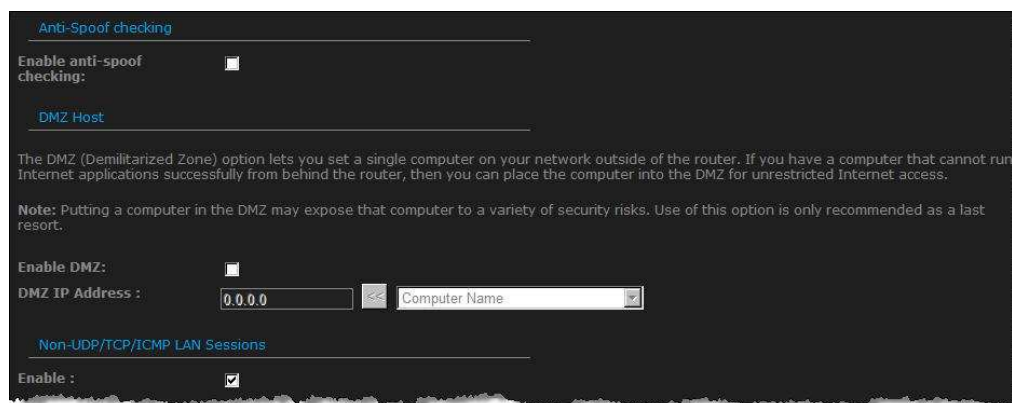 Anti-Spoof checking
Enable anti-spoof
checking:
DMZ Host
The DMZ (Demilitarized Zone) option lets you set a single computer on your network outside of the router. If you have a computer that cannot run
Internet applications successfully from behind the router, then you can place the computer into the DMZ for unrestricted Internet access.
Note: Putting a computer in the DMZ may expose that computer to a variety of security risks. Use of this option is only recommended as a last
resort.
Enable DMZ:
DMZ IP Address : 0.0.0.0 << Computer Name
Non-UDP/TCP/ICMP LAN Sessions
Enable :